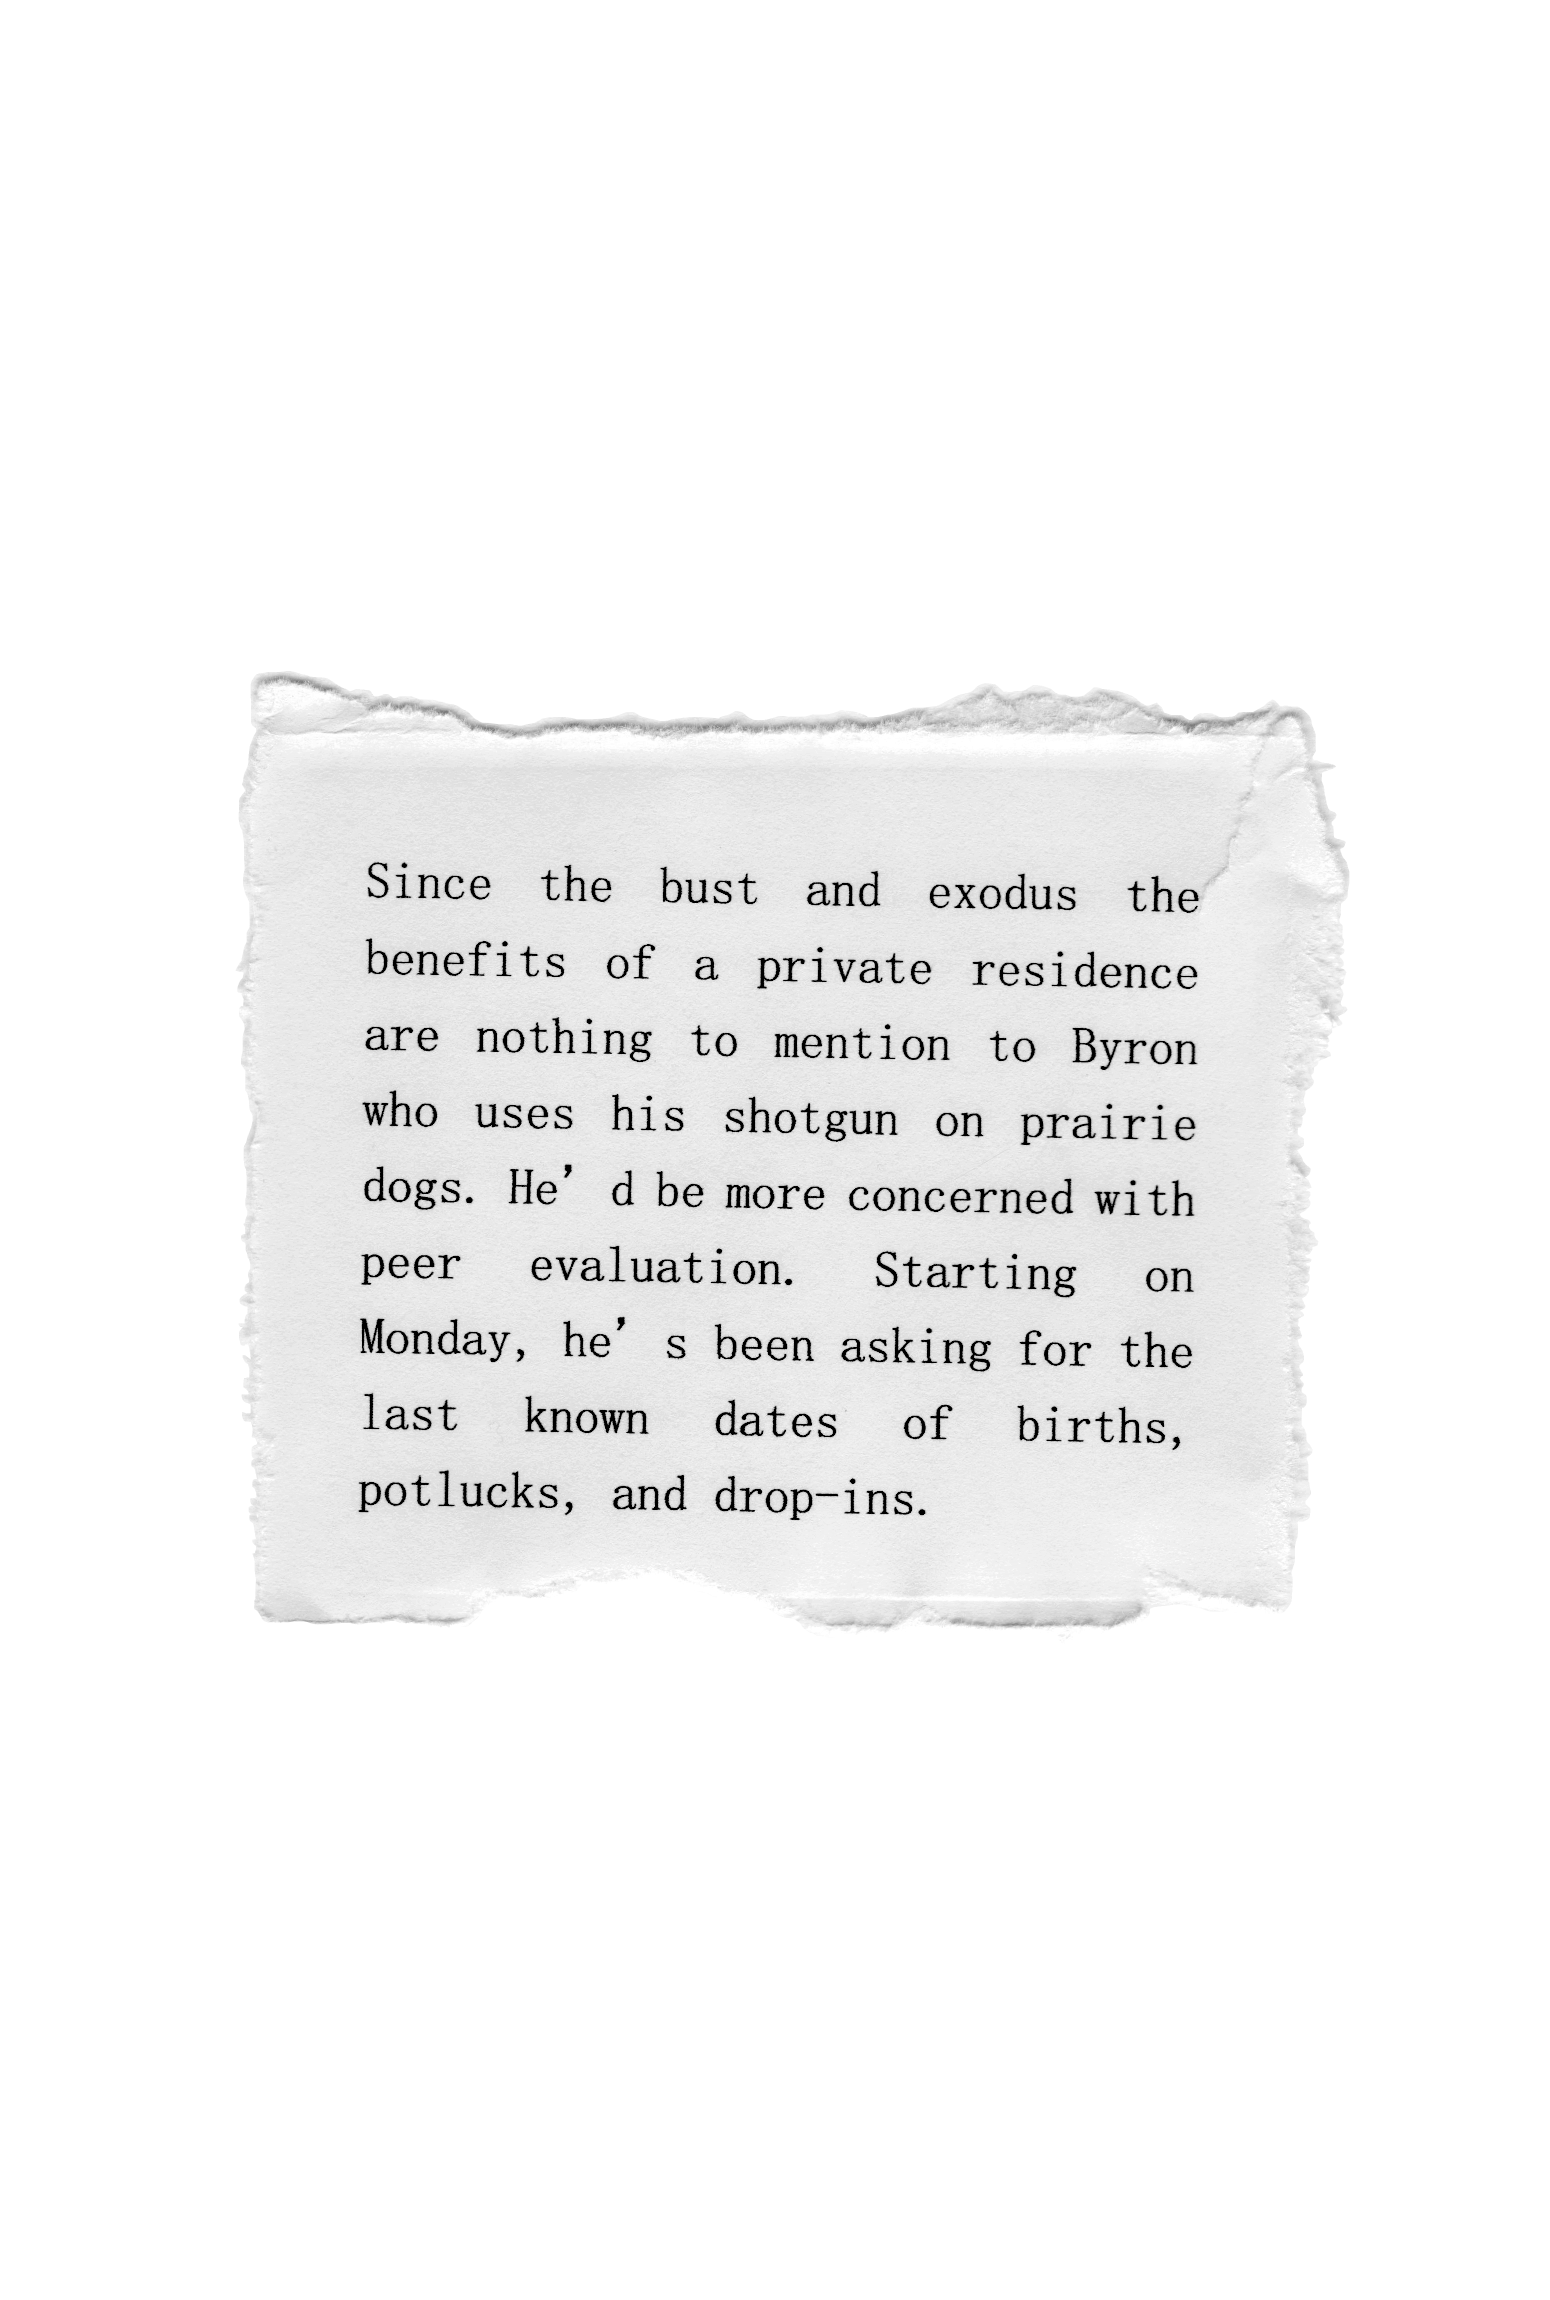 Since the bust and exodus the
benefits of a private residence
are nothing to mention to Byron
who uses his shotgun on prairie
dogs. He’d be more concerned with
peer evaluation. Starting on
Monday, he’s been asking for the
last known dates of births,
potlucks, and drop-ins.